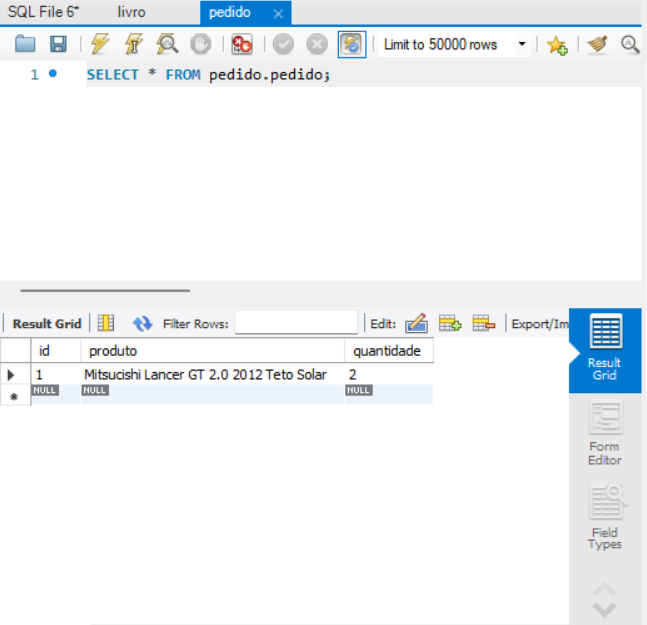 SQL File 6* livro pedido
Limit to 50000 rows
1 SELECT * FROM pedido.pedido;
Result Grid Filter Rows: Edit: Export/Im
id produto quantidade
1 Mitsucishi Lancer GT 2.0 2012 Teto Solar 2
NULL NULL NULL
Result
Grid
Form
Editor
Field
Types